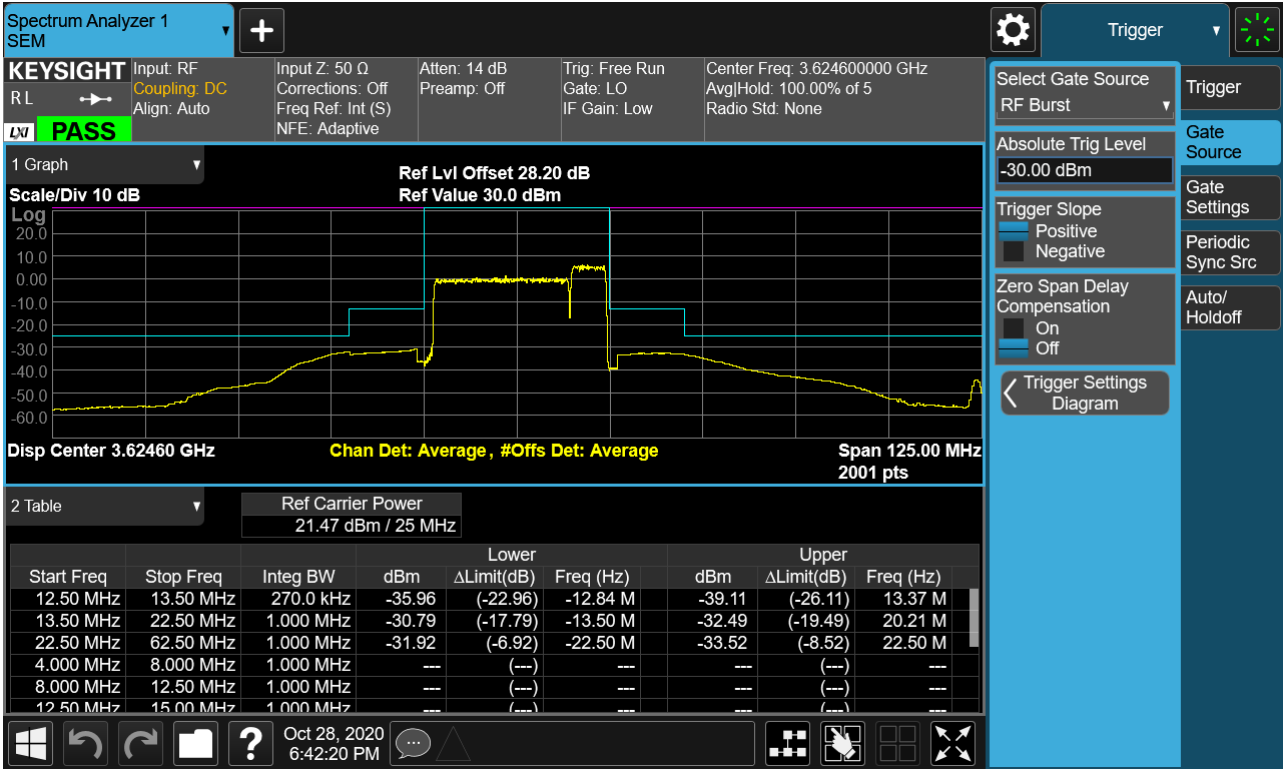 Spectrum Analyzer 1
SEM
Trigger
KEYSIGHT
R L
LXI PASS
Input: RF
Coupling: DC
Align: Auto
Input Z: 50 Ω
Corrections: Off
Freq Ref: Int (S)
NFE: Adaptive
Atten: 14 dB
Preamp: Off
Trig: Free Run
Gate: LO
IF Gain: Low
Center Freq: 3.624600000 GHz
Avg|Hold: 100.00% of 5
Radio Std: None
1 Graph
Ref Lvl Offset 28.20 dB
Scale/Div 10 dB Ref Value 30.0 dBm
Log
20.0
10.0
0.00
-10.0
-20.0
-30.0
-40.0
-50.0
-60.0
Disp Center 3.62460 GHz Chan Det: Average , #Offs Det: Average Span 125.00 MHz
2001 pts
2 Table
Ref Carrier Power
21.47 dBm / 25 MHz
Lower Upper
Start Freq Stop Freq Integ BW dBm ΔLimit(dB) Freq (Hz) dBm ΔLimit(dB) Freq (Hz)
12.50 MHz 13.50 MHz 270.0 kHz -35.96 (-22.96) -12.84 M -39.11 (-26.11) 13.37 M
13.50 MHz 22.50 MHz 1.000 MHz -30.79 (-17.79) -13.50 M -32.49 (-19.49) 20.21 M
22.50 MHz 62.50 MHz 1.000 MHz -31.92 (-6.92) -22.50 M -33.52 (-8.52) 22.50 M
4.000 MHz 8.000 MHz 1.000 MHz --- (---) --- --- (---) ---
8.000 MHz 12.50 MHz 1.000 MHz --- (---) --- --- (---) ---
12.50 MHz 15.00 MHz 1.000 MHz --- (---) --- --- (---) ---
?
Oct 28, 2020
6:42:20 PM
Select Gate Source
RF Burst
Absolute Trig Level
-30.00 dBm
Trigger Slope
Positive
Negative
Zero Span Delay
Compensation
On
Off
Trigger Settings
Diagram
Trigger
Gate
Source
Gate
Settings
Periodic
Sync Src
Auto/
Holdoff